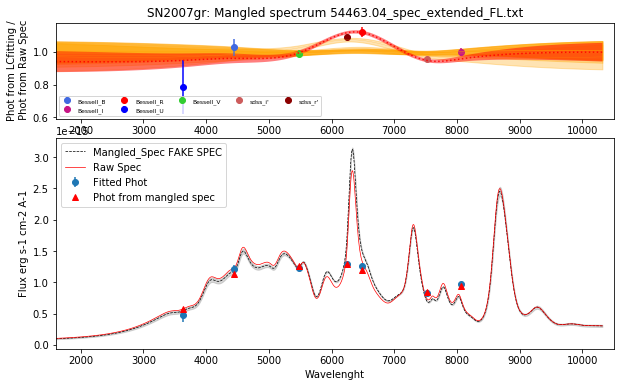 SN2007gr: Mangled spectrum 54463.04_spec_extended_FL.txt
Phot from LCfitting /
Phot from Raw Spec
1.0
0.8
0.6
Bessell_B
Bessell_I
Bessell_R
Bessell_U
Bessell_V
sdss_i'
sdss_r'
2000 3000 4000 5000 6000 7000 8000 9000 10000
Flux erg s-1 cm-2 A-1
3.0
2.5
2.0
1.5
1.0
0.5
0.0
Mangled_Spec FAKE SPEC
Raw Spec
Fitted Phot
Phot from mangled spec
2000 3000 4000 5000 6000 7000 8000 9000 10000
Wavelenght